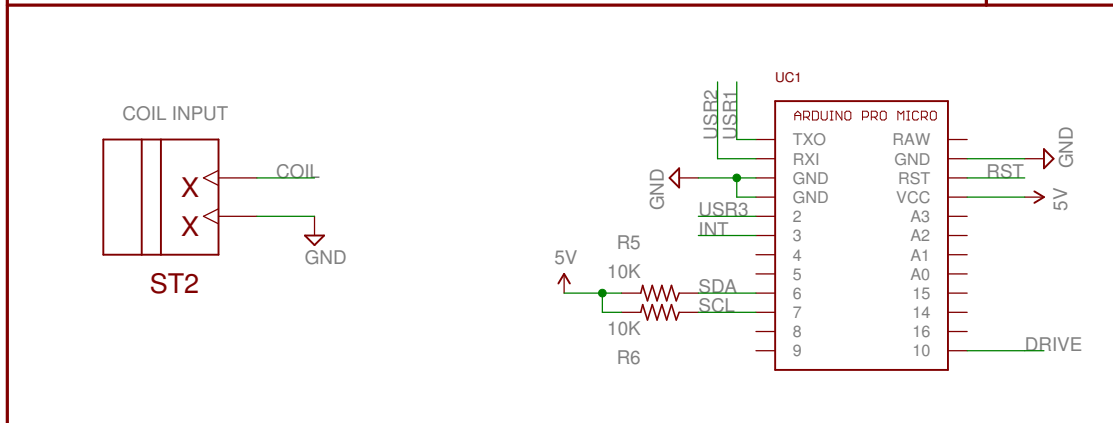 COIL INPUT
COIL
X
X
GND
ST2
UC1
USR2
USR1
ARDUINO PRO MICRO
TXO RAW
RXI GND
GND RST
GND VCC
2 A3
3 A2
4 A1
5 A0
6 15
7 14
8 16
9 10
GND
USR3
INT
R5
10K
5V
SDA
SCL
10K
R6
GND
RST
5V
DRIVE